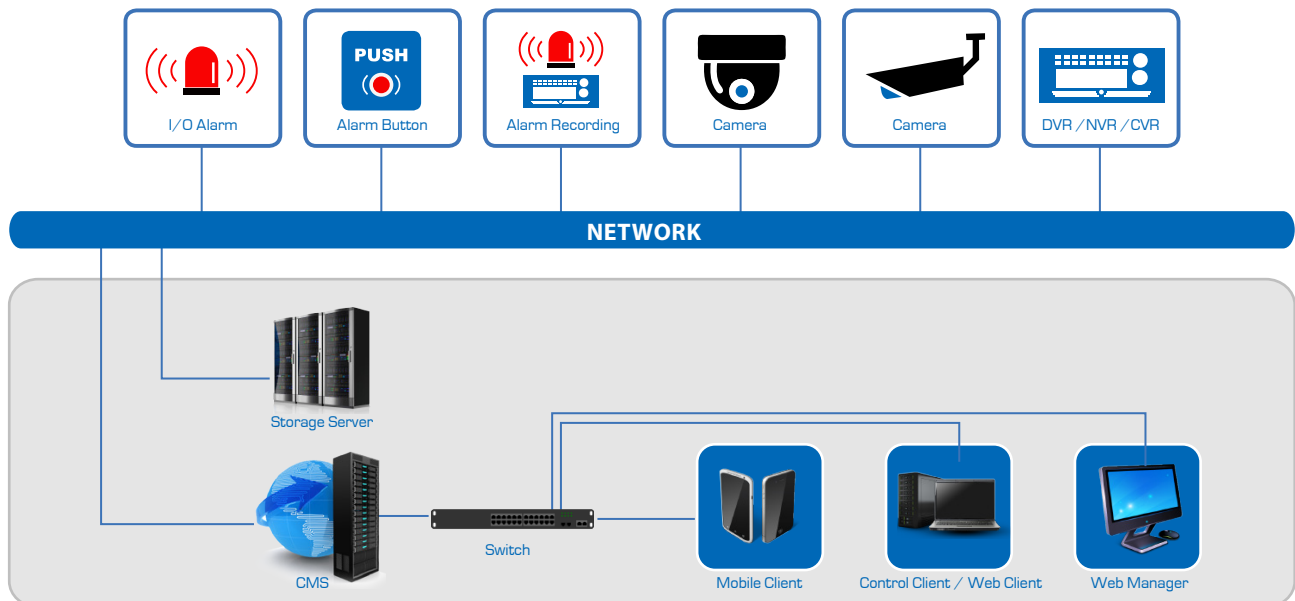 PUSH
I/O Alarm
Alarm Button
Alarm Recording
Camera
Camera
DVR / NVR / CVR
NETWORK
Storage Server
Switch
CMS
Mobile Client
Control Client / Web Client
Web Manager